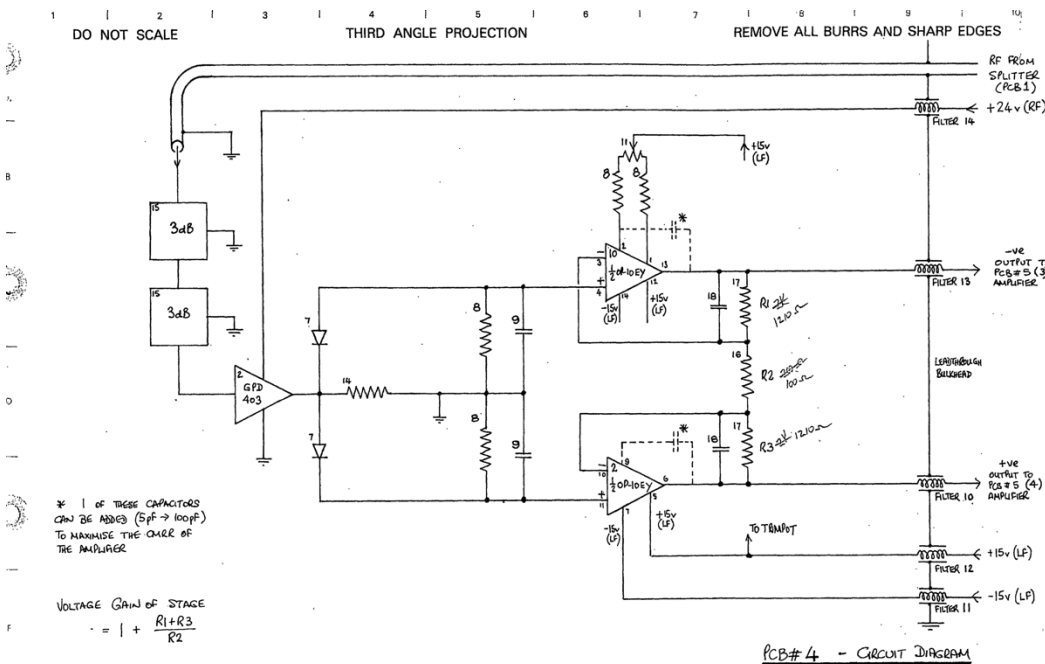 1 2 3 4 5 6 7 8 9 10
DO NOT SCALE THIRD ANGLE PROJECTION REMOVE ALL BURRS AND SHARP EDGES
RF FROM
SPLITTER
(PCB1)
+24v (RF)
FILTER 14
11
+15v
(LF)
8 8
B
15
3dB
*
2
10
3
1
13
½ OP-10EY
4
14
12
-15v
(LF)
+15v
(LF)
-ve
OUTPUT T
PCB#5 (3
AMPLIFIER
FILTER 13
15
3dB
18
17
R1 2K
1210Ω
7
8
9
16
R2
100Ω
LEADTHROUGH
BULKHEAD
2
GPD
403
14
7
8
9
*
18
17
R3 2K 1210Ω
10
2
9
½ OP-10EY
6
11
7
8
-15v
(LF)
+15v
(LF)
+ve
OUTPUT TO
PCB#5 (4)
AMPLIFIER
FILTER 10
* 1 OF THESE CAPACITORS
CAN BE ADDED (5pF → 100pF)
TO MAXIMISE THE CMRR OF
THE AMPLIFIER
TO TRMPOT
+15v (LF)
FILTER 12
-15v (LF)
FILTER 11
F
VOLTAGE GAIN OF STAGE
= 1 + R1+R3
R2
PCB#4 - CIRCUIT DIAGRAM